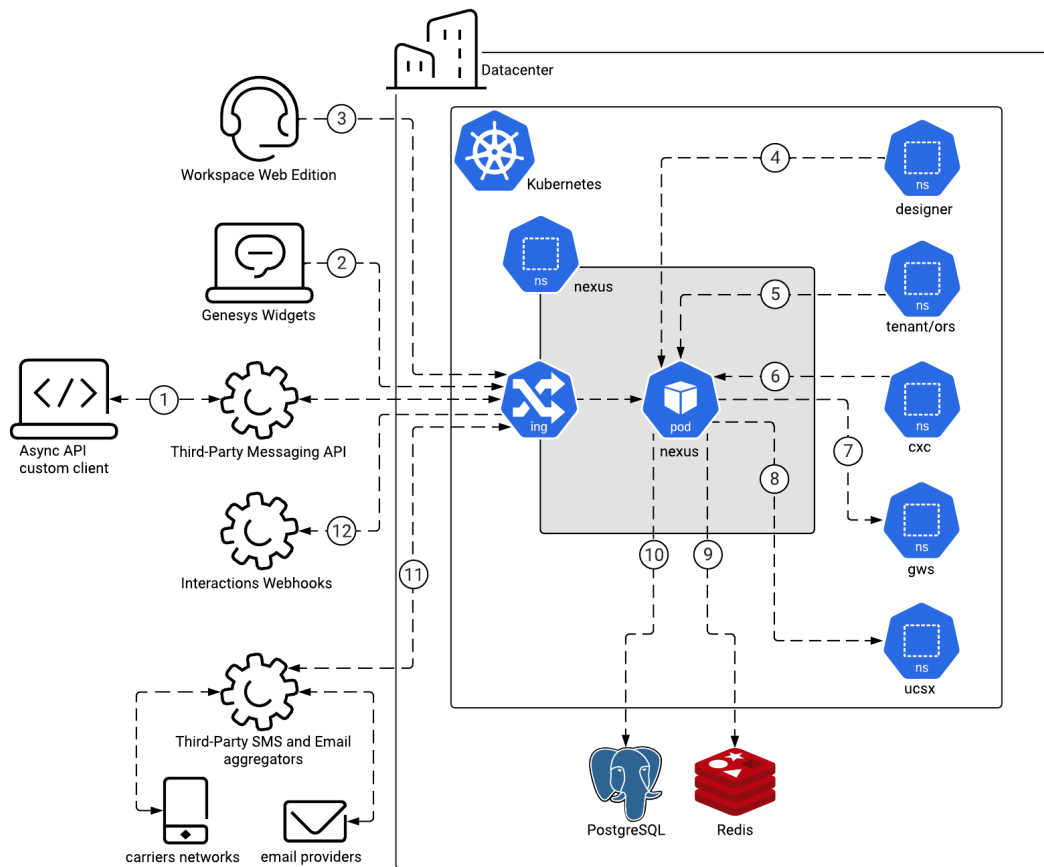 Datacenter
3
Workspace Web Edition
Kubernetes
4
ns
designer
2
Genesys Widgets
ns
nexus
5
ns
tenant/ors
1
Async API
custom client
Third-Party Messaging API
ing
pod
nexus
6
ns
cxc
7
8
12
Interactions Webhooks
11
10
9
ns
gws
ns
ucsx
Third-Party SMS and Email
aggregators
carriers networks
email providers
PostgreSQL
Redis